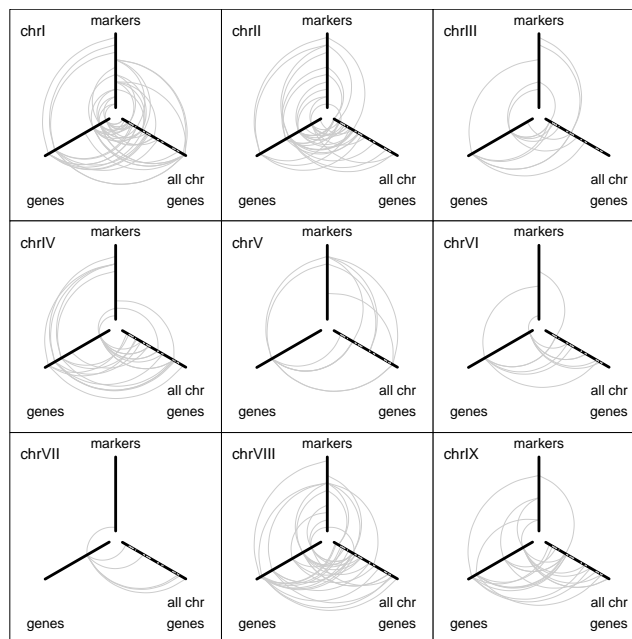 chrI
markers
genes
all chr
genes
chrII
markers
genes
all chr
genes
chrIII
markers
genes
all chr
genes
chrIV
markers
genes
all chr
genes
chrV
markers
genes
all chr
genes
chrVI
markers
genes
all chr
genes
chrVII
markers
genes
all chr
genes
chrVIII
markers
genes
all chr
genes
chrIX
markers
genes
all chr
genes